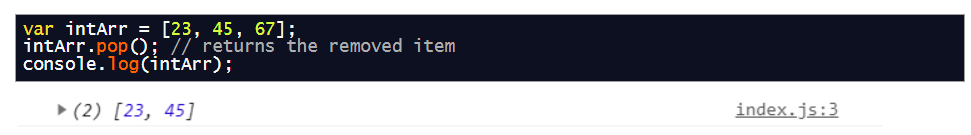 var intArr = [23, 45, 67];
intArr.pop(); // returns the removed item
console.log(intArr);
(2) [23, 45] index.js:3